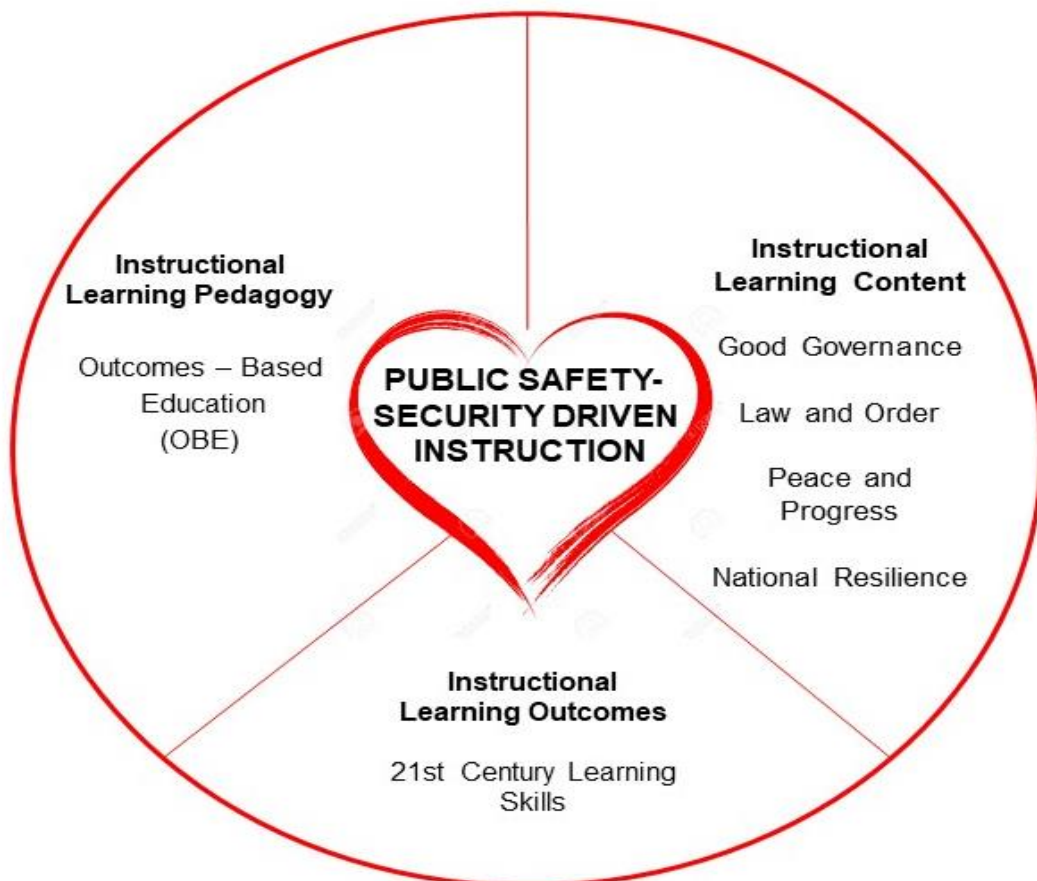 Instructional
Learning Pedagogy
Outcomes – Based
Education
(OBE)
PUBLIC SAFETY-
SECURITY DRIVEN
INSTRUCTION
Instructional
Learning Content
Good Governance
Law and Order
Peace and
Progress
National Resilience
Instructional
Learning Outcomes
21st Century Learning
Skills